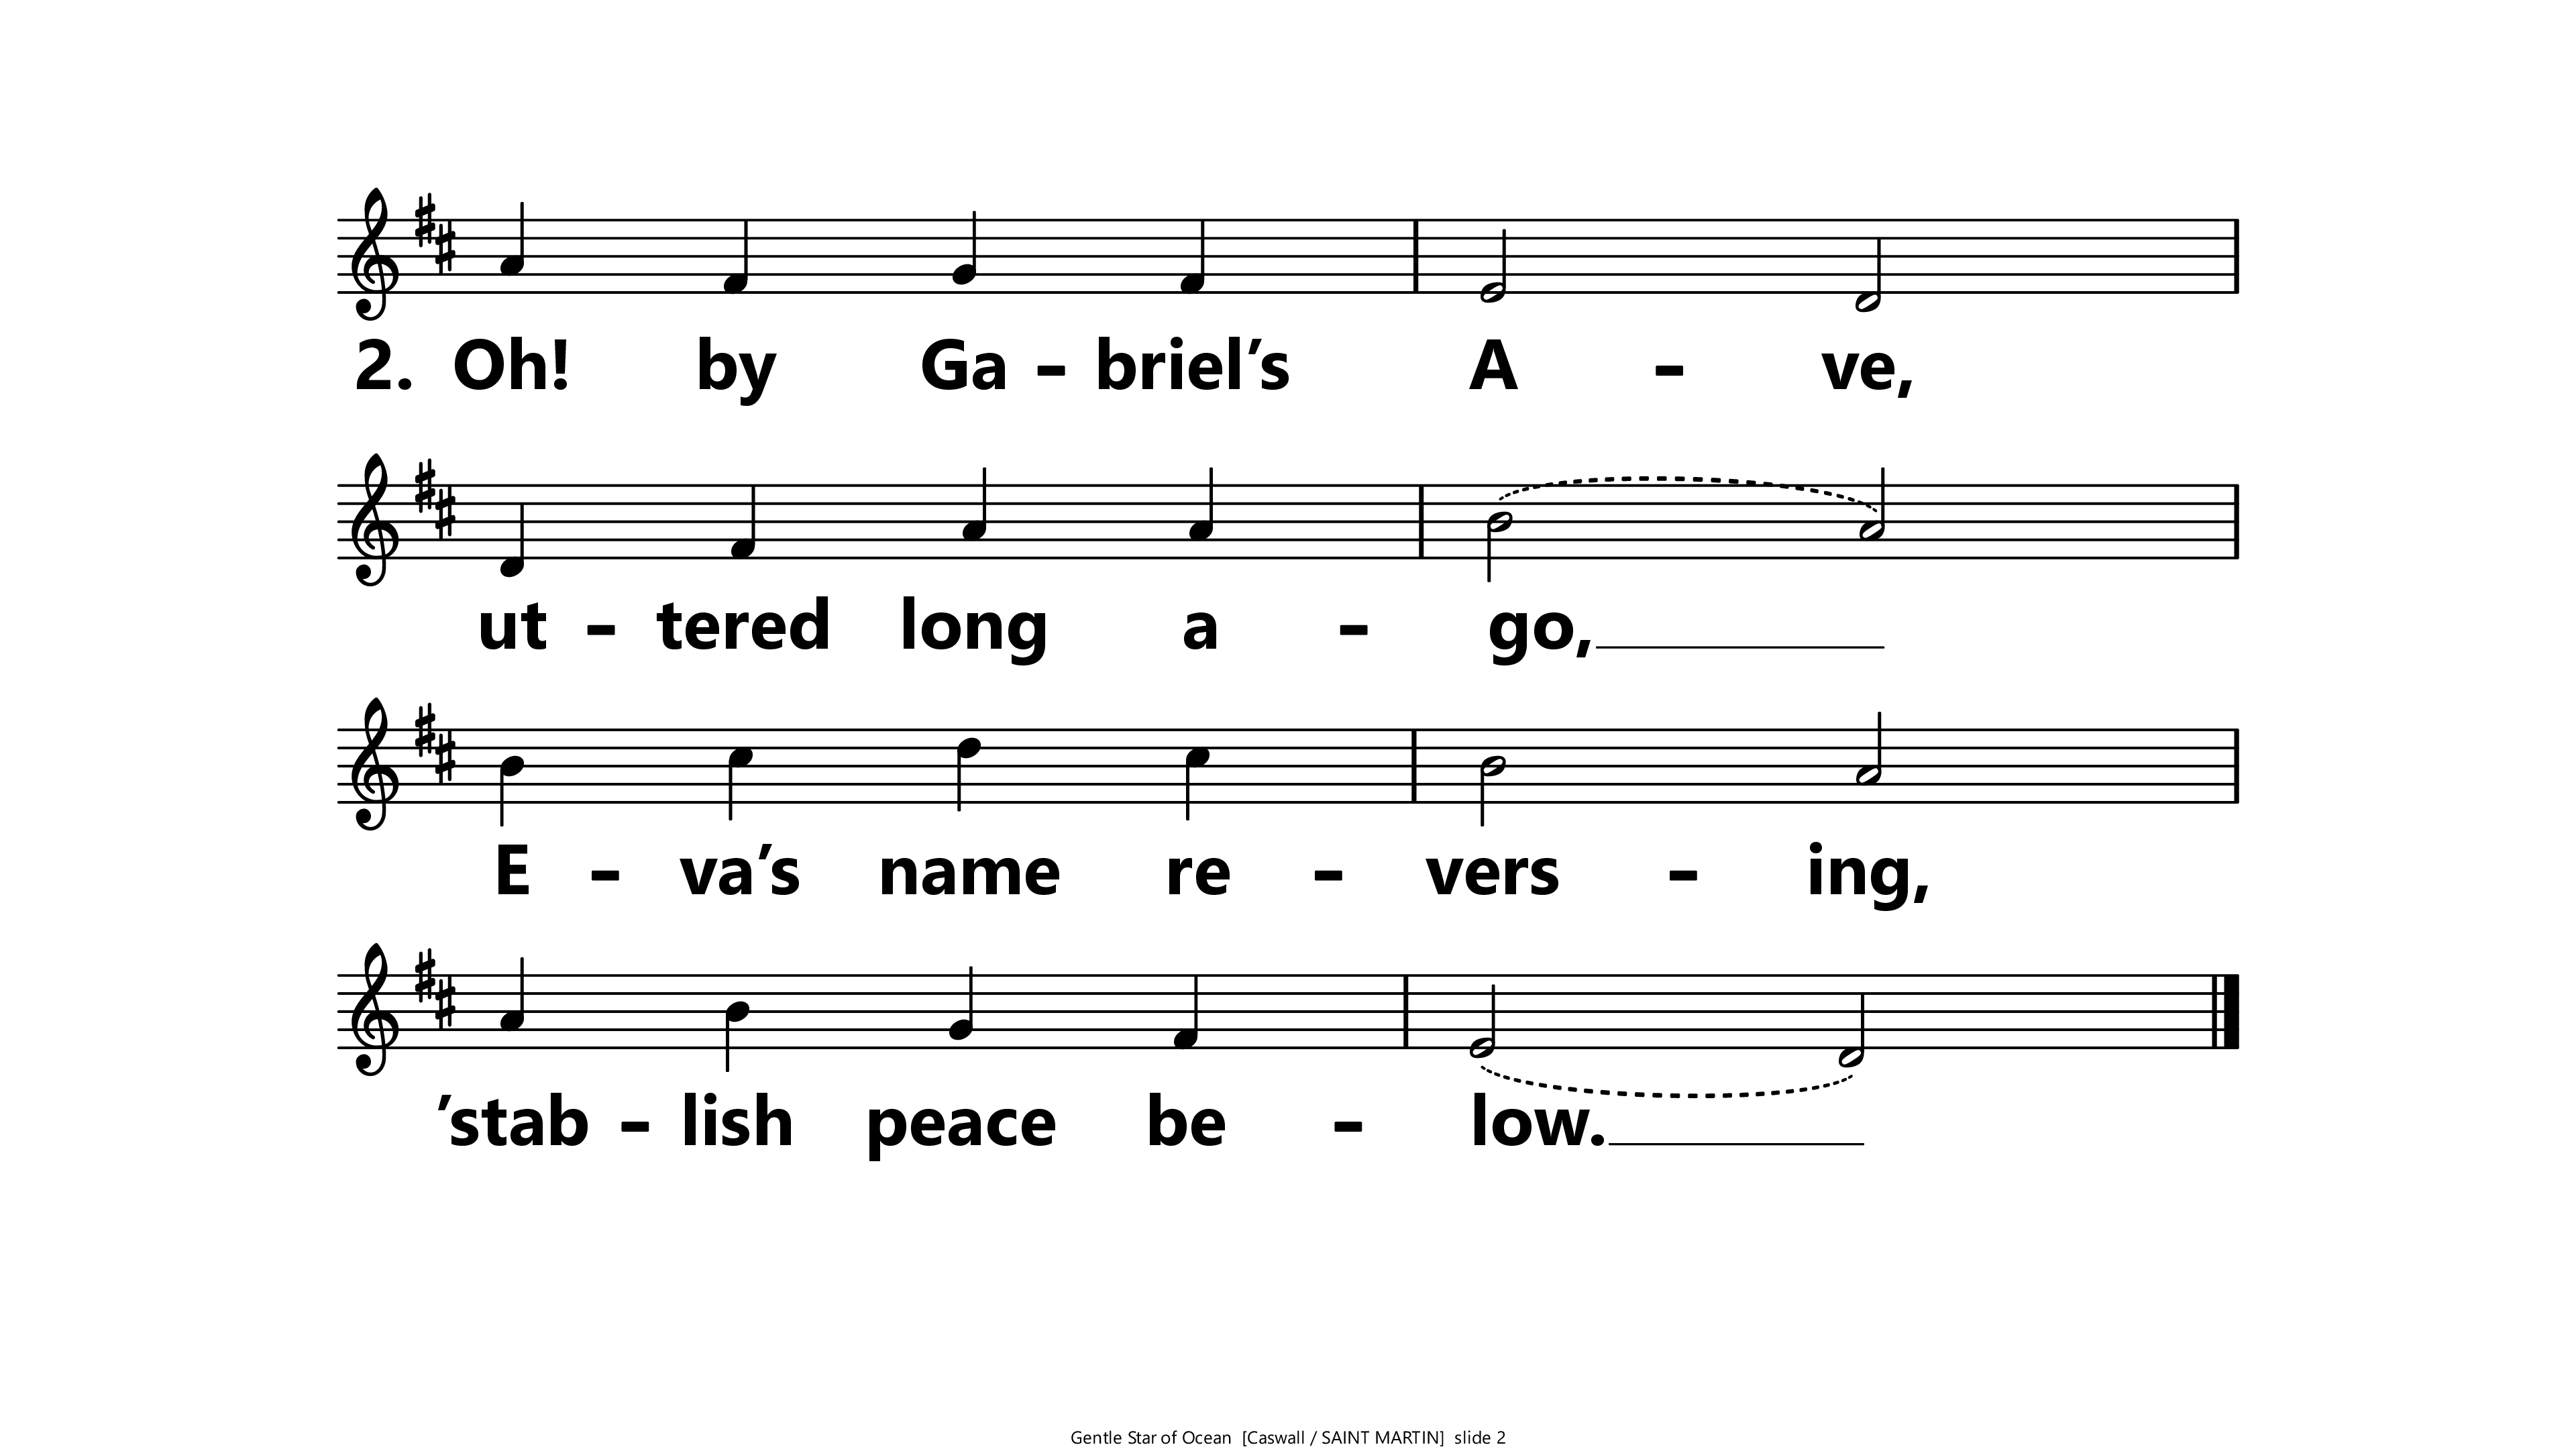 2. Oh! by Ga - briel’s A - ve,
ut - tered long a - go,
E - va’s name re - vers - ing,
’stab - lish peace be - low.
Gentle Star of Ocean [Caswall / SAINT MARTIN] slide 2